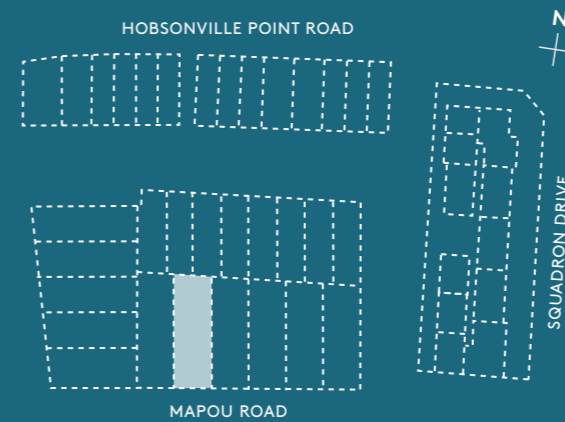 HOBSONVILLE POINT ROAD
N
SQUADRON DRIVE
MAPOU ROAD